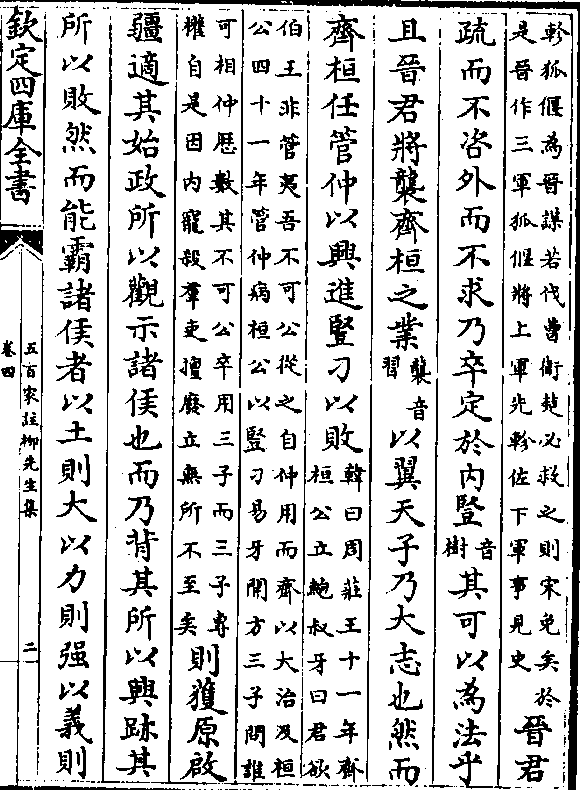 軫狐偃為晉謀若伐曹衛楚必救之則宋免矣於
是晉作三軍狐偃將上軍先軫佐下軍事見史
晉君
疏而不咨外而不求乃卒定於內豎
音
樹
其可以為法乎
且晉君將襲齊桓之業
襲音
習
以翼天子乃大志也然而
齊桓任管仲以興進豎刁以敗
韓曰周莊王十一年齊
桓公立鮑叔牙曰君欲
伯王非管夷吾不可公從之自仲用而齊以大治及桓
公四十一年管仲病桓公以豎刁易牙開方三子問誰
可相仲歷數其不可公卒用三子而三子專
權自是因內寵殺羣吏擅廢立無所不至矣
則獲原啟
疆適其始政所以觀示諸侯也而乃背其所以興跡其
所以敗然而能霸諸侯者以土則大以力則强以義則
欽定四庫全書
五百家註柳先生集
卷四
二